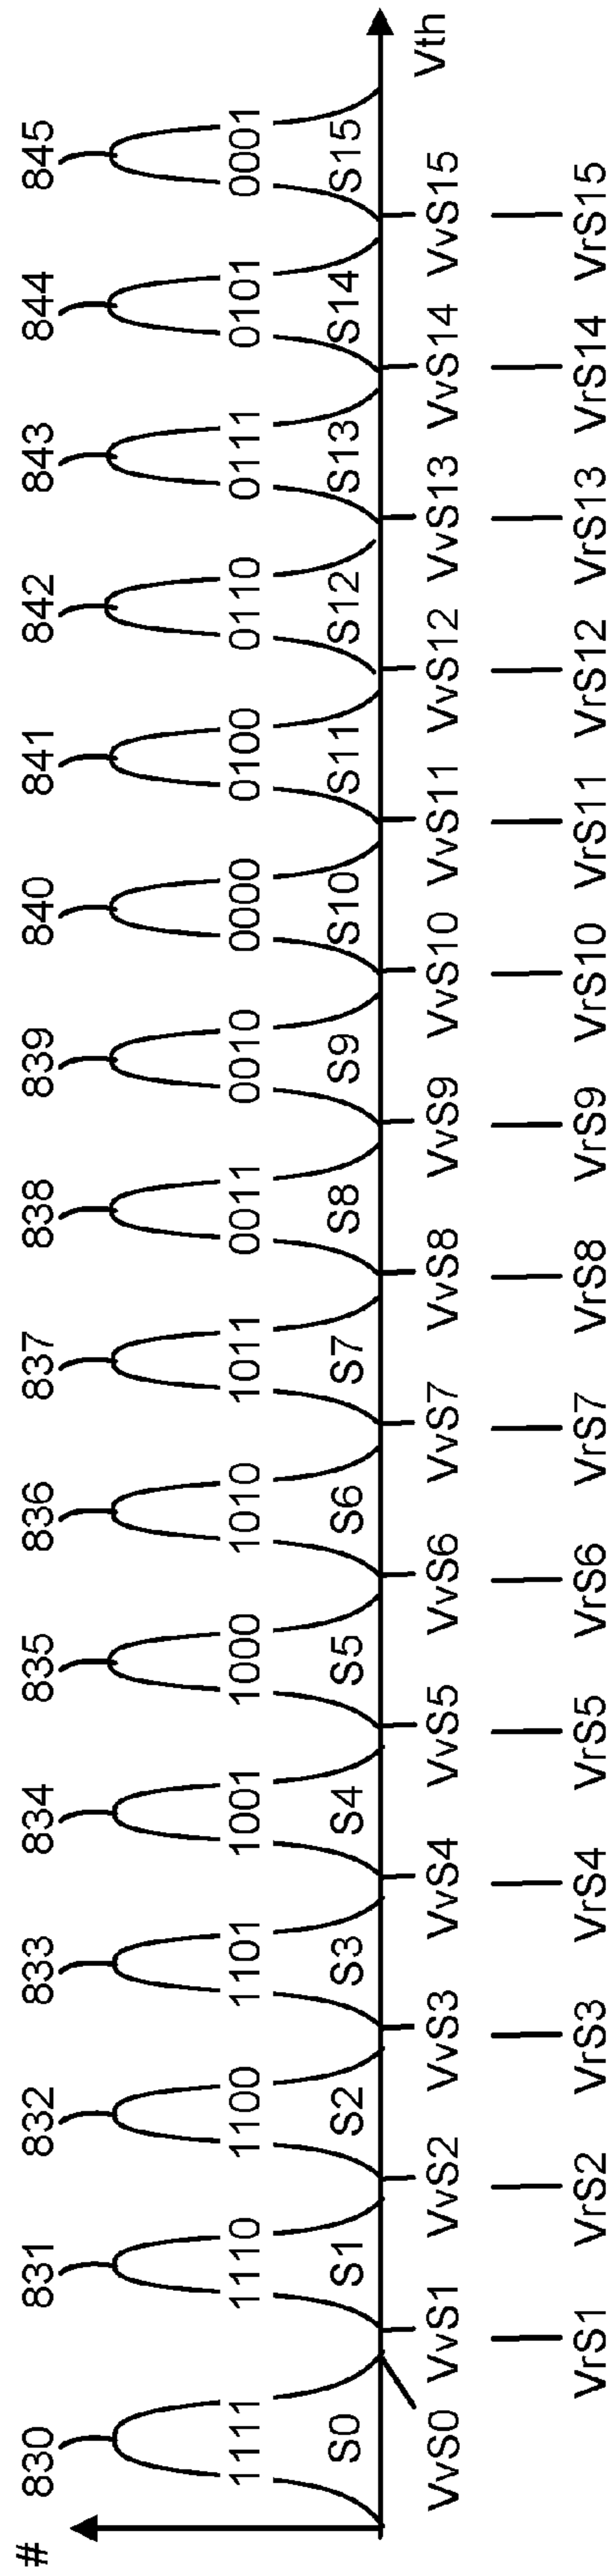 #
830 831 832 833 834 835 836 837 838 839 840 841 842 843 844 845
1111 1110 1100 1101 1001 1000 1010 1011 0011 0010 0000 0100 0110 0111 0101 0001
S0 S1 S2 S3 S4 S5 S6 S7 S8 S9 S10 S11 S12 S13 S14 S15
Vth
VvS0 VvS1 VvS2 VvS3 VvS4 VvS5 VvS6 VvS7 VvS8 VvS9 VvS10 VvS11 VvS12 VvS13 VvS14 VvS15
VrS1 VrS2 VrS3 VrS4 VrS5 VrS6 VrS7 VrS8 VrS9 VrS10 VrS11 VrS12 VrS13 VrS14 VrS15